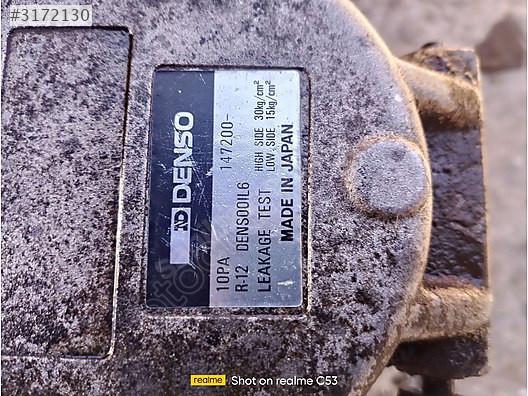 #3172130
DENSO
10PA 147200-
R-12 DENSOOIL6
LEAKAGE TEST HIGH SIDE 30kg/cm²
LOW SIDE 15kg/cm²
MADE IN JAPAN
realme Shot on realme C53